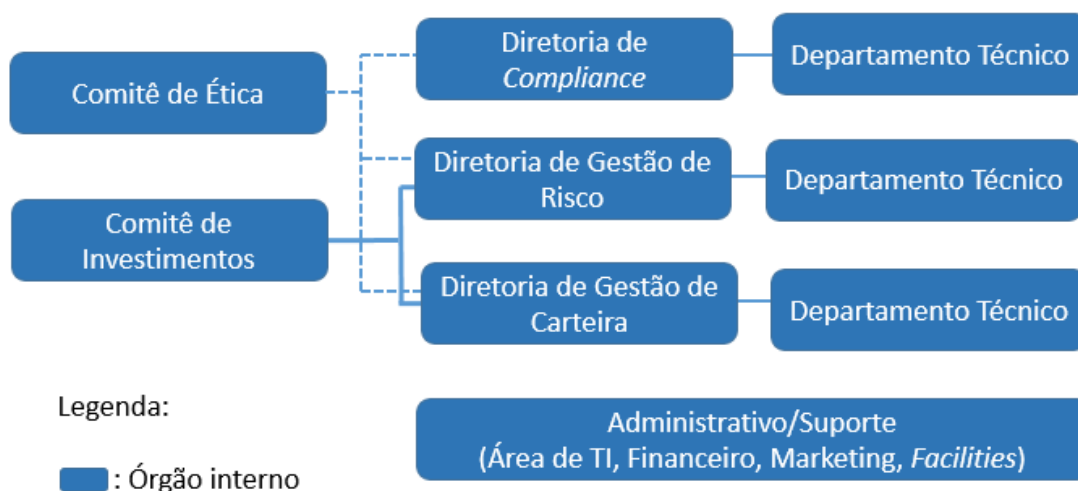 Comitê de Ética
Comitê de
Investimentos
Diretoria de
Compliance
Departamento Técnico
Diretoria de Gestão de
Risco
Departamento Técnico
Diretoria de Gestão de
Carteira
Departamento Técnico
Legenda:
: Órgão interno
Administrativo/Suporte
(Área de TI, Financeiro, Marketing, Facilities)